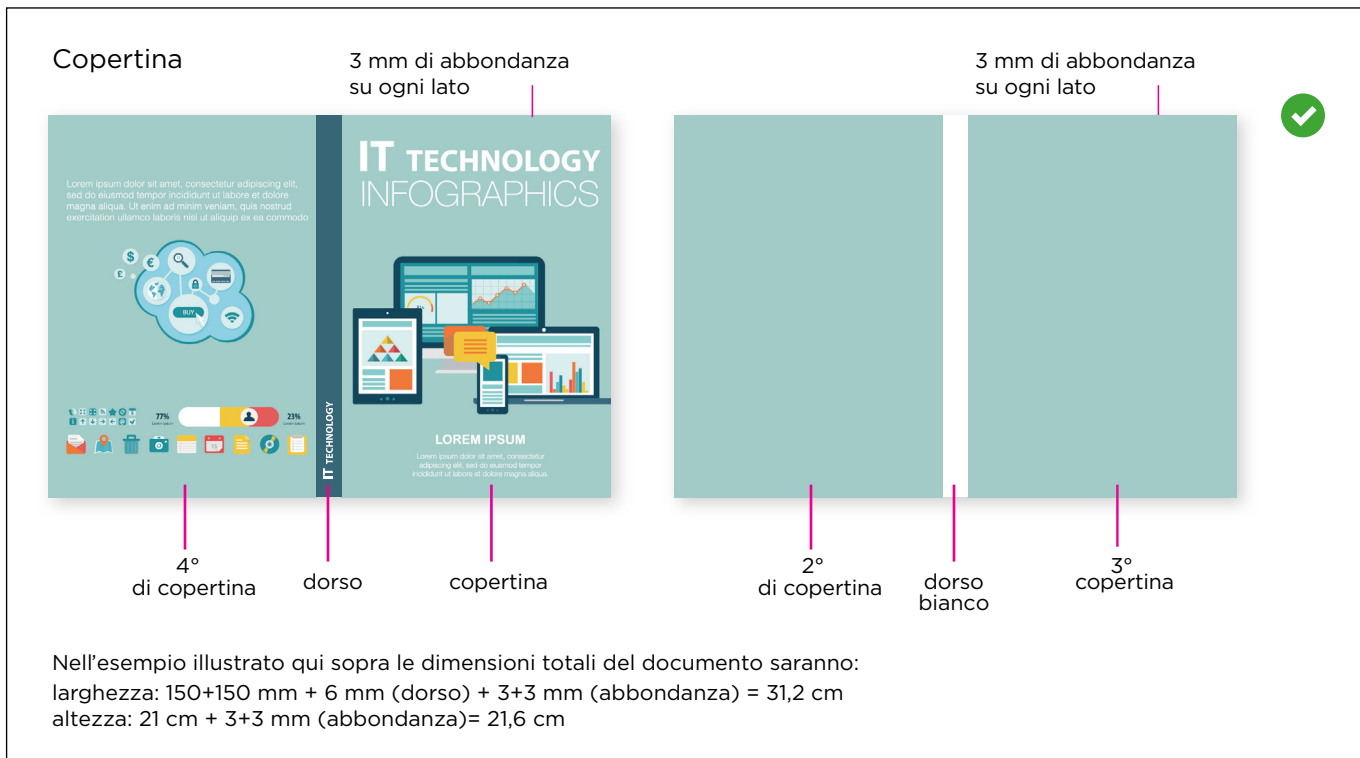 Copertina
3 mm di abbondanza
su ogni lato
3 mm di abbondanza
su ogni lato
Lorem ipsum dolor sit amet, consectetur adipiscing elit,
sed do eiusmod tempor incididunt ut labore et dolore
magna aliqua. Ut enim ad minim veniam, quis nostrud
exercitation ullamco laboris nisi ut aliquip ex ea commodo
$
€
£
BUY
77%
Lorem ipsum
23%
Lorem ipsum
15
IT TECHNOLOGY
IT TECHNOLOGY
INFOGRAPHICS
LOREM IPSUM
Lorem ipsum dolor sit amet, consectetur
adipiscing elit, sed do eiusmod tempor
incididunt ut labore et dolore magna aliqua.
4°
di copertina
dorso
copertina
2°
di copertina
dorso
bianco
3°
copertina
Nell'esempio illustrato qui sopra le dimensioni totali del documento saranno:
larghezza: 150+150 mm + 6 mm (dorso) + 3+3 mm (abbondanza) = 31,2 cm
altezza: 21 cm + 3+3 mm (abbondanza)= 21,6 cm